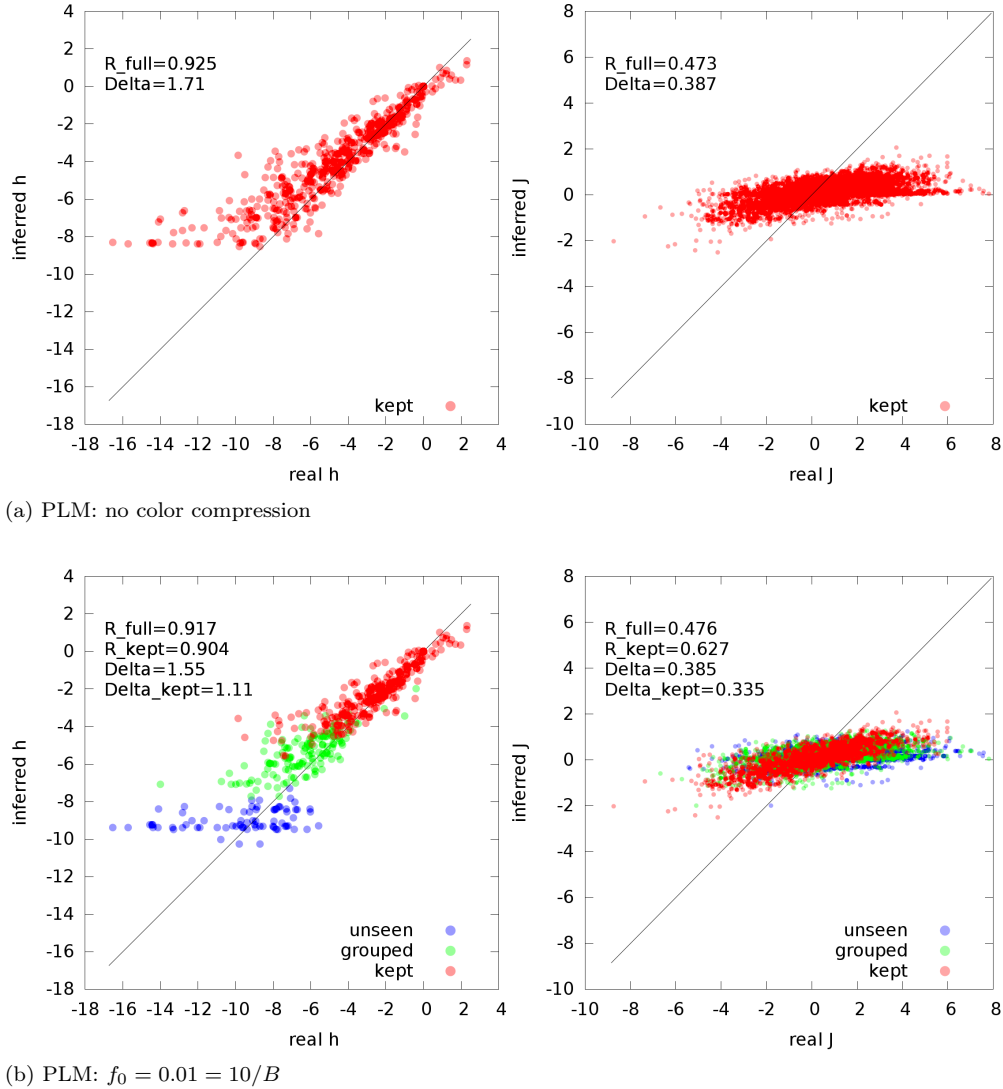 R_full=0.925
Delta=1.71
4
2
0
-2
-4
-6
-8
-10
-12
-14
-16
-18
inferred h
kept
-18 -16 -14 -12 -10 -8 -6 -4 -2 0 2 4
real h
R_full=0.473
Delta=0.387
8
6
4
2
0
-2
-4
-6
-8
-10
inferred J
kept
-10 -8 -6 -4 -2 0 2 4 6 8
real J
(a) PLM: no color compression
R_full=0.917
R_kept=0.904
Delta=1.55
Delta_kept=1.11
4
2
0
-2
-4
-6
-8
-10
-12
-14
-16
-18
inferred h
unseen
grouped
kept
-18 -16 -14 -12 -10 -8 -6 -4 -2 0 2 4
real h
R_full=0.476
R_kept=0.627
Delta=0.385
Delta_kept=0.335
8
6
4
2
0
-2
-4
-6
-8
-10
inferred J
unseen
grouped
kept
-10 -8 -6 -4 -2 0 2 4 6 8
real J
(b) PLM: f₀ = 0.01 = 10/B